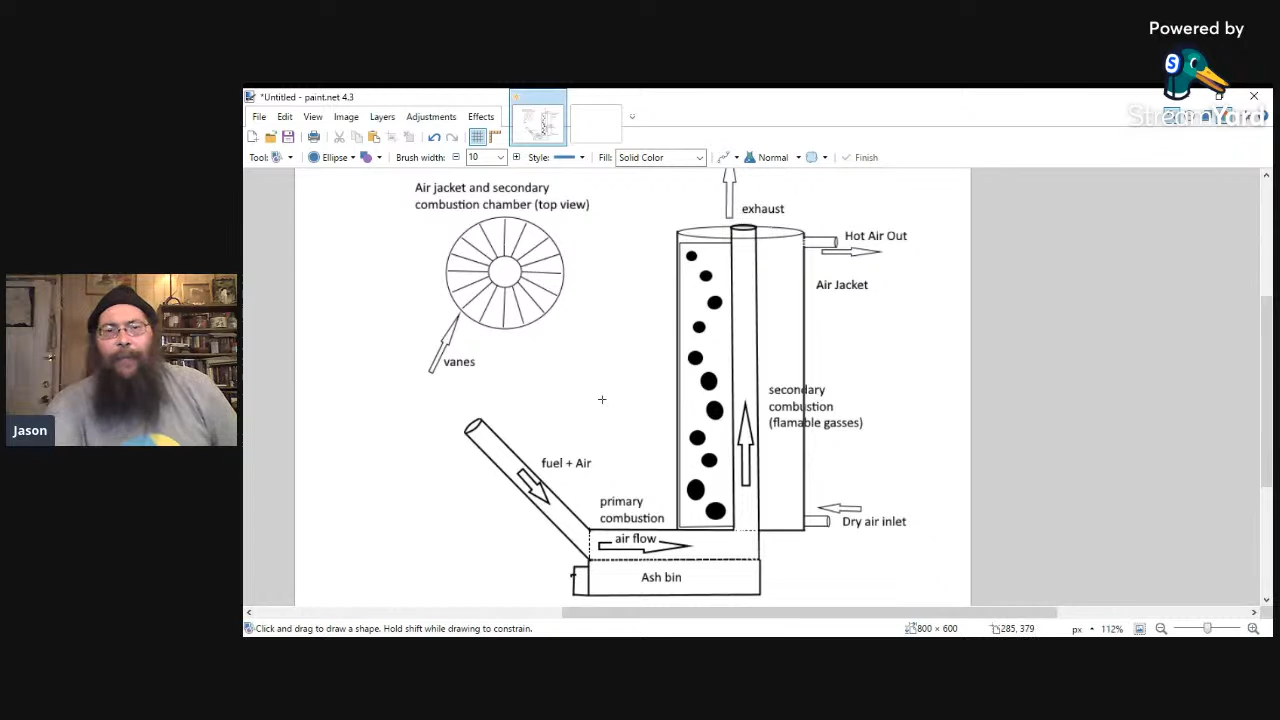 Powered by
StreamYard
*Untitled - paint.net 4.3
File Edit View Image Layers Adjustments Effects
Tool: Ellipse Brush width: 10 Style: Fill: Solid Color Normal Finish
Air jacket and secondary
combustion chamber (top view)
exhaust
Hot Air Out
Air Jacket
vanes
secondary
combustion
(flamable gasses)
fuel + Air
primary
combustion
air flow
Dry air inlet
Ash bin
Jason
Click and drag to draw a shape. Hold shift while drawing to constrain.
800 × 600 285, 379 px 112%